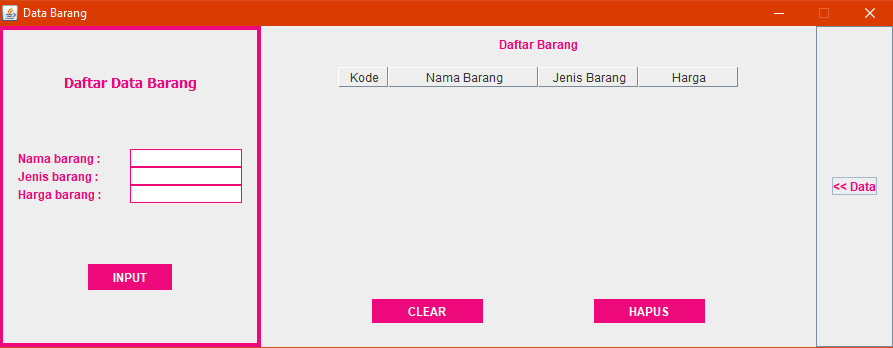 Data Barang
Daftar Data Barang
Nama barang :
Jenis barang :
Harga barang :
INPUT
Daftar Barang
Kode Nama Barang Jenis Barang Harga
CLEAR HAPUS
<< Data